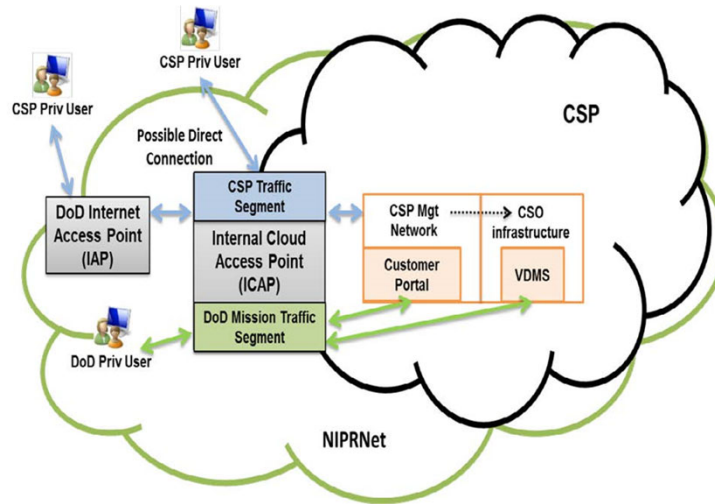 CSP Priv User
CSP Priv User
CSP
Possible Direct
Connection
CSP Traffic
Segment
DoD Internet
Access Point
(IAP)
Internal Cloud
Access Point
(ICAP)
CSP Mgt
Network
CSO
infrastructure
Customer
Portal
VDMS
DoD Mission Traffic
Segment
DoD Priv User
NIPRNet